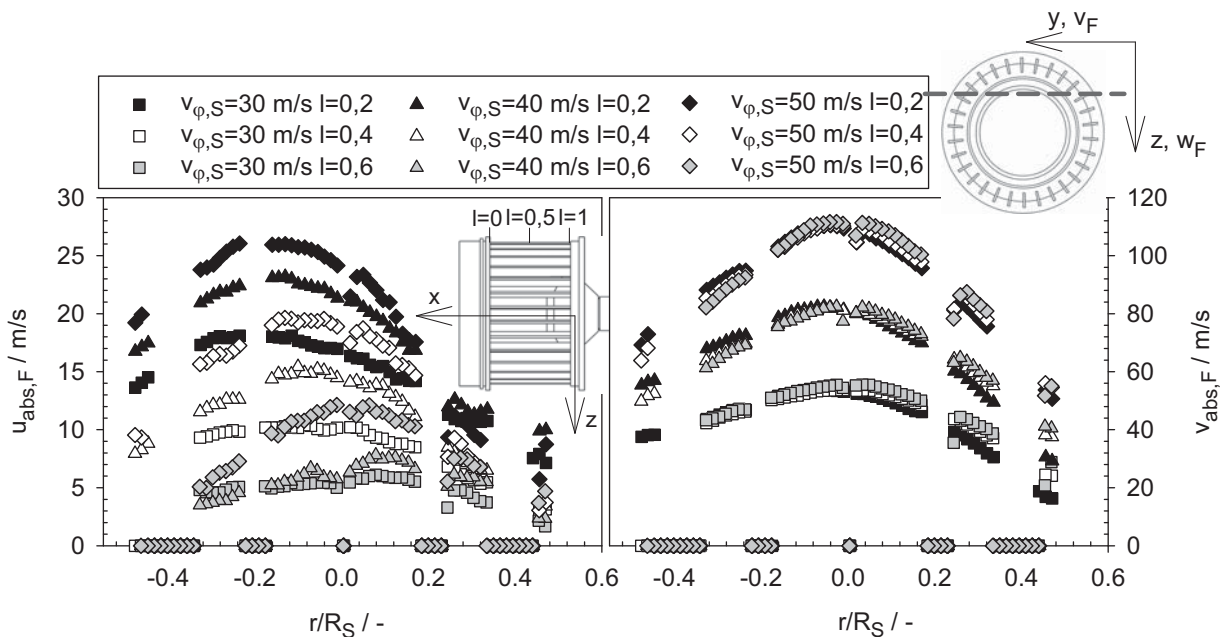 y, v_F
z, w_F
v_φ,S=30 m/s l=0,2 v_φ,S=40 m/s l=0,2 v_φ,S=50 m/s l=0,2
v_φ,S=30 m/s l=0,4 v_φ,S=40 m/s l=0,4 v_φ,S=50 m/s l=0,4
v_φ,S=30 m/s l=0,6 v_φ,S=40 m/s l=0,6 v_φ,S=50 m/s l=0,6
u_abs,F / m/s
30
25
20
15
10
5
0
l=0 l=0,5 l=1
x
z
-0.4 -0.2 0.0 0.2 0.4 0.6
r/R_S / -
-0.4 -0.2 0.0 0.2 0.4 0.6
r/R_S / -
120
100
80
60
40
20
0
v_abs,F / m/s